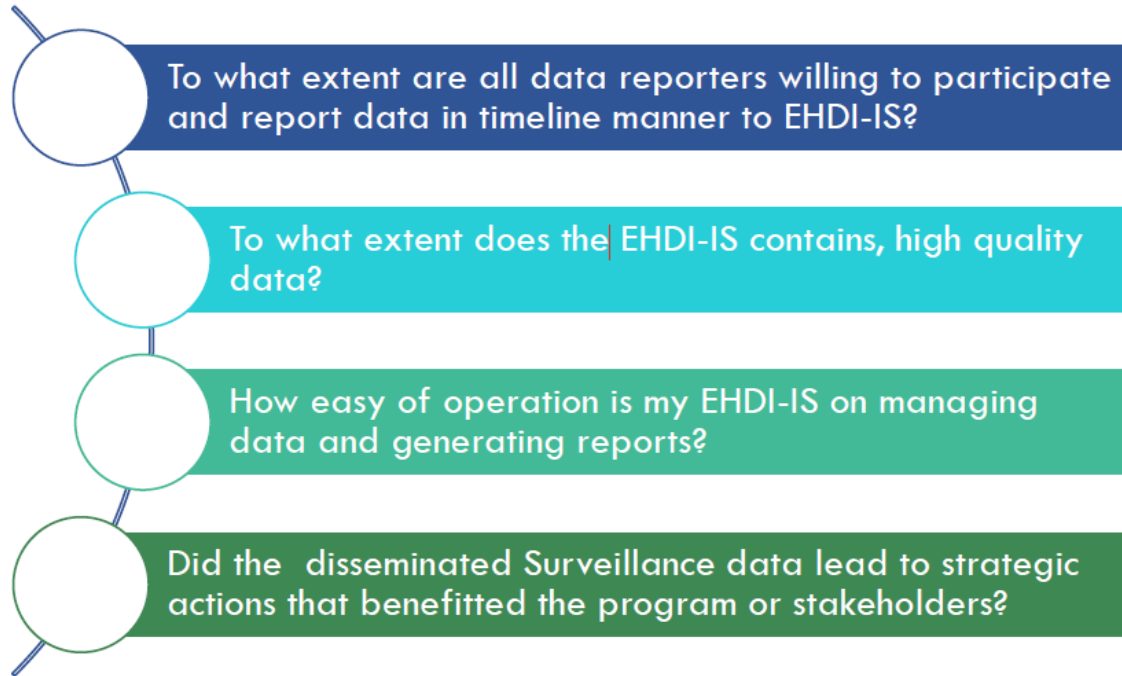 To what extent are all data reporters willing to participate
and report data in timeline manner to EHDI-IS?
To what extent does the EHDI-IS contains, high quality
data?
How easy of operation is my EHDI-IS on managing
data and generating reports?
Did the  disseminated Surveillance data lead to strategic
actions that benefitted the program or stakeholders?